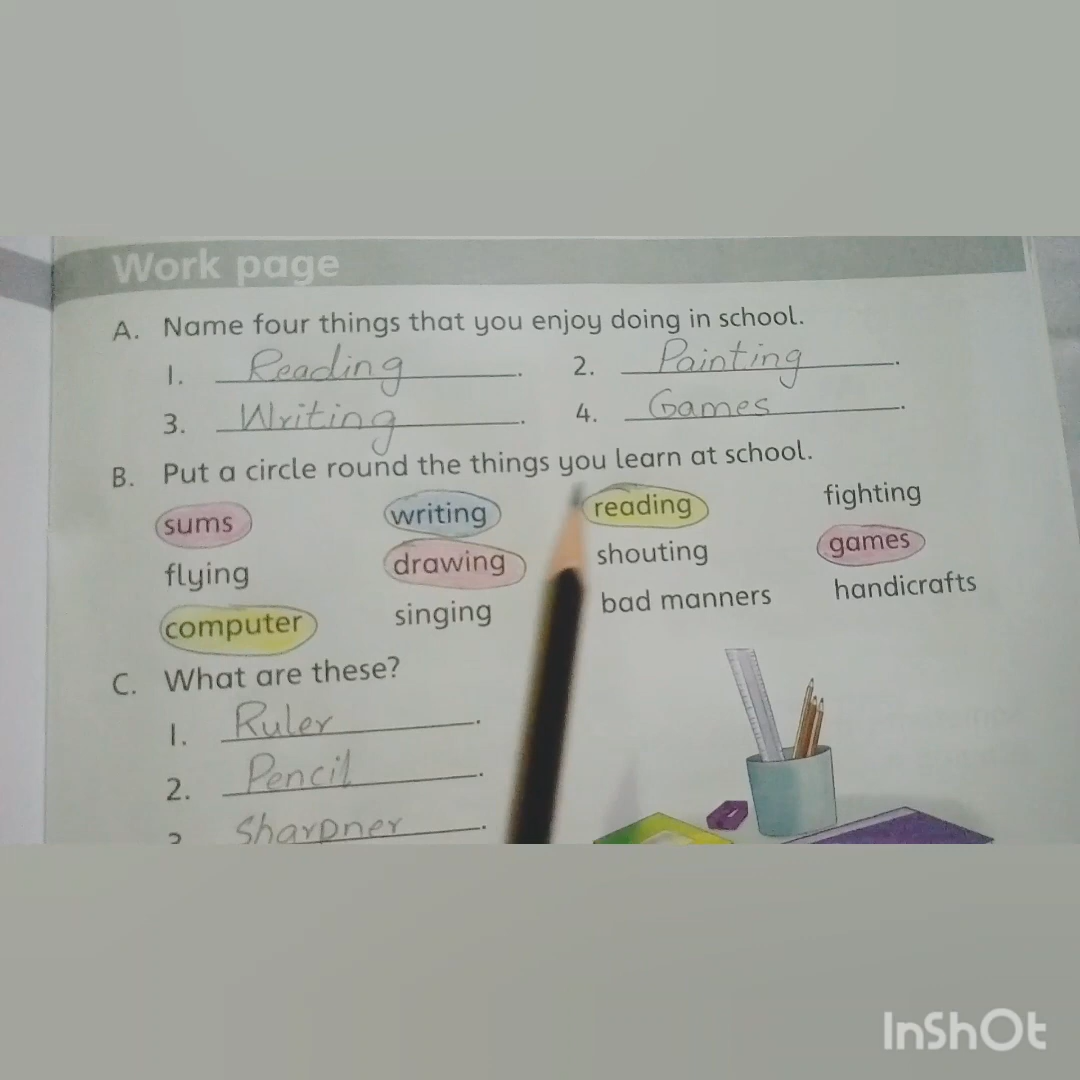 Work page
A. Name four things that you enjoy doing in school.
1. Reading. 2. Painting.
3. Writing. 4. Games.
B. Put a circle round the things you learn at school.
sums writing reading fighting
flying drawing shouting games
computer singing bad manners handicrafts
C. What are these?
1. Ruler.
2. Pencil.
3. Sharpner.
InShOt